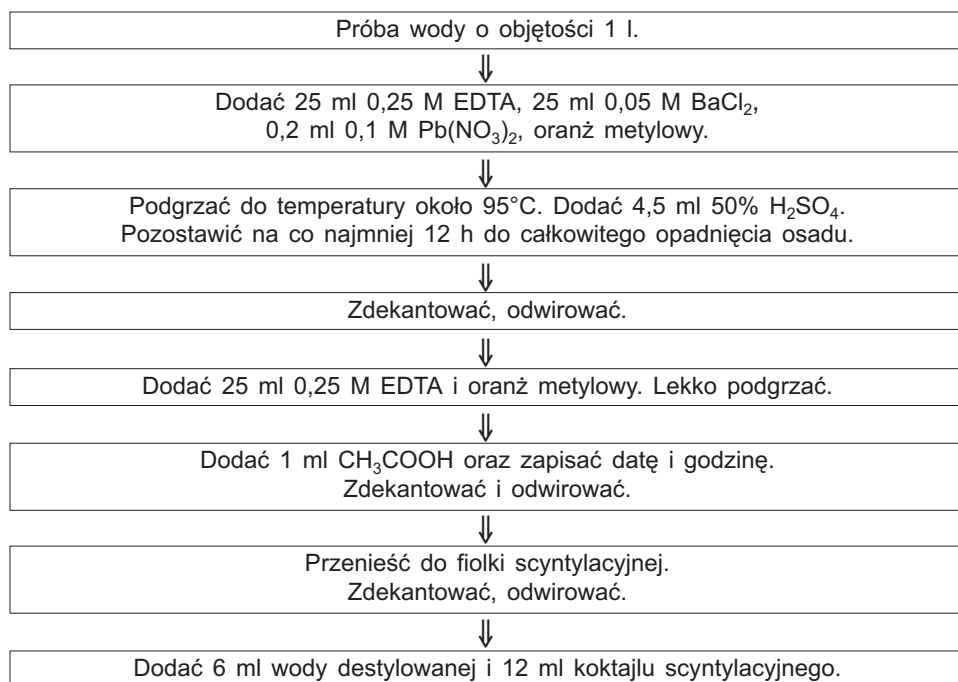 Próba wody o objętości 1 l.
⇓
Dodać 25 ml 0,25 M EDTA, 25 ml 0,05 M BaCl₂,
0,2 ml 0,1 M Pb(NO₃)₂, oranż metylowy.
⇓
Podgrzać do temperatury około 95°C. Dodać 4,5 ml 50% H₂SO₄.
Pozostawić na co najmniej 12 h do całkowitego opadnięcia osadu.
⇓
Zdekantować, odwirować.
⇓
Dodać 25 ml 0,25 M EDTA i oranż metylowy. Lekko podgrzać.
⇓
Dodać 1 ml CH₃COOH oraz zapisać datę i godzinę.
Zdekantować i odwirować.
⇓
Przenieść do fiolki scyntylacyjnej.
Zdekantować, odwirować.
⇓
Dodać 6 ml wody destylowanej i 12 ml koktajlu scyntylacyjnego.